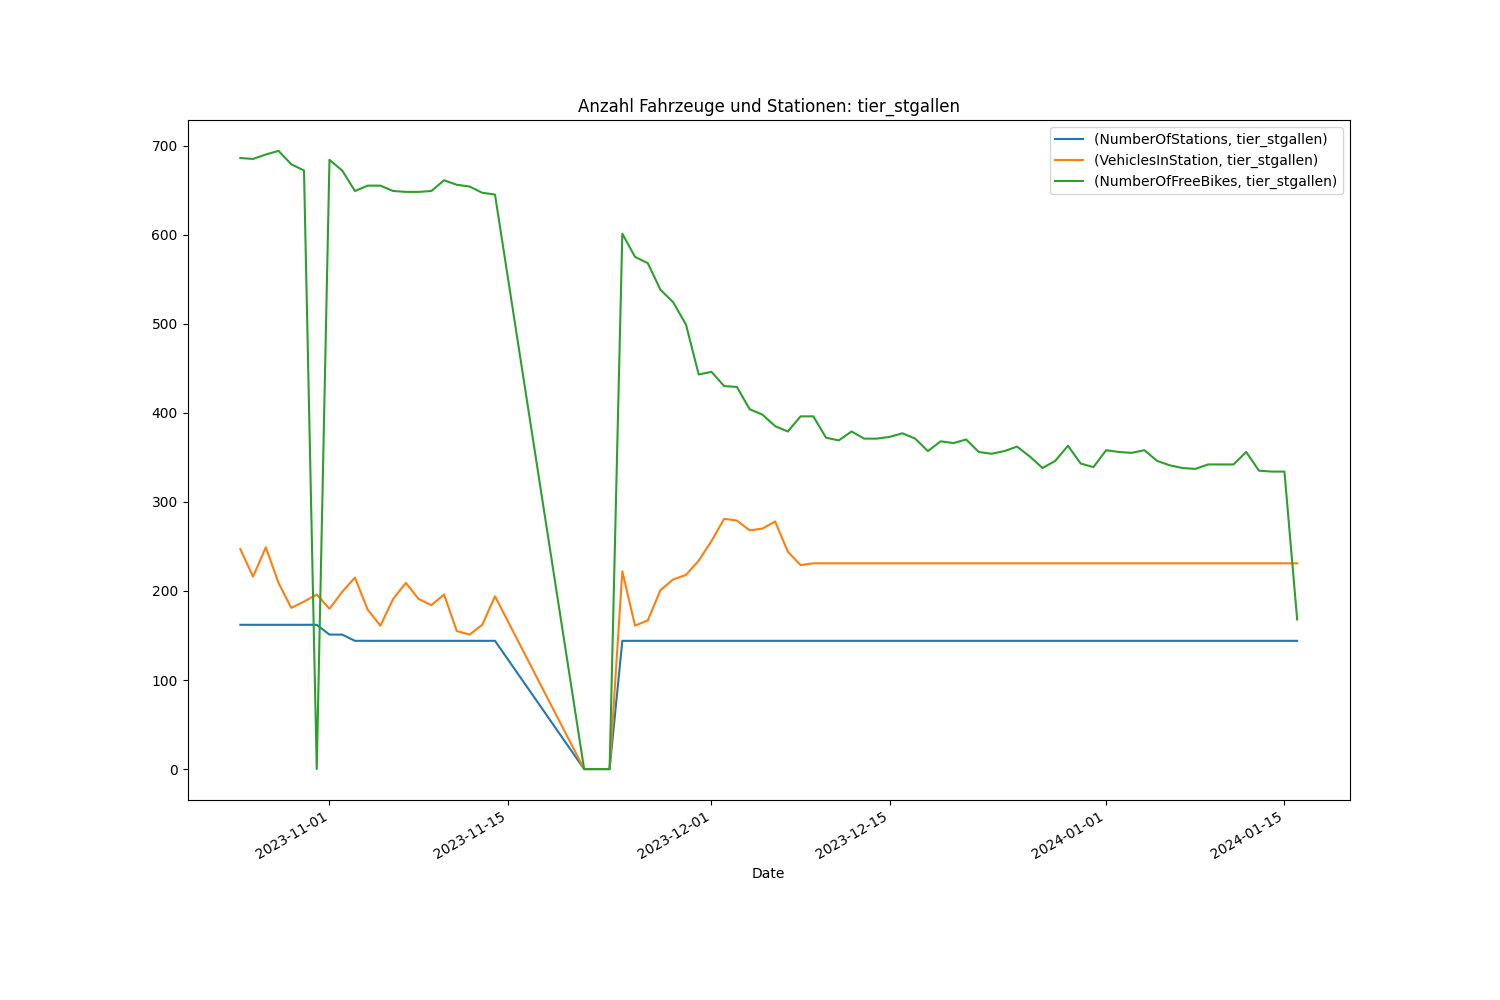 Anzahl Fahrzeuge und Stationen: tier_stgallen
(NumberOfStations, tier_stgallen)
(VehiclesInStation, tier_stgallen)
(NumberOfFreeBikes, tier_stgallen)
700
600
500
400
300
200
100
0
2023-11-01
2023-11-15
2023-12-01
2023-12-15
2024-01-01
2024-01-15
Date